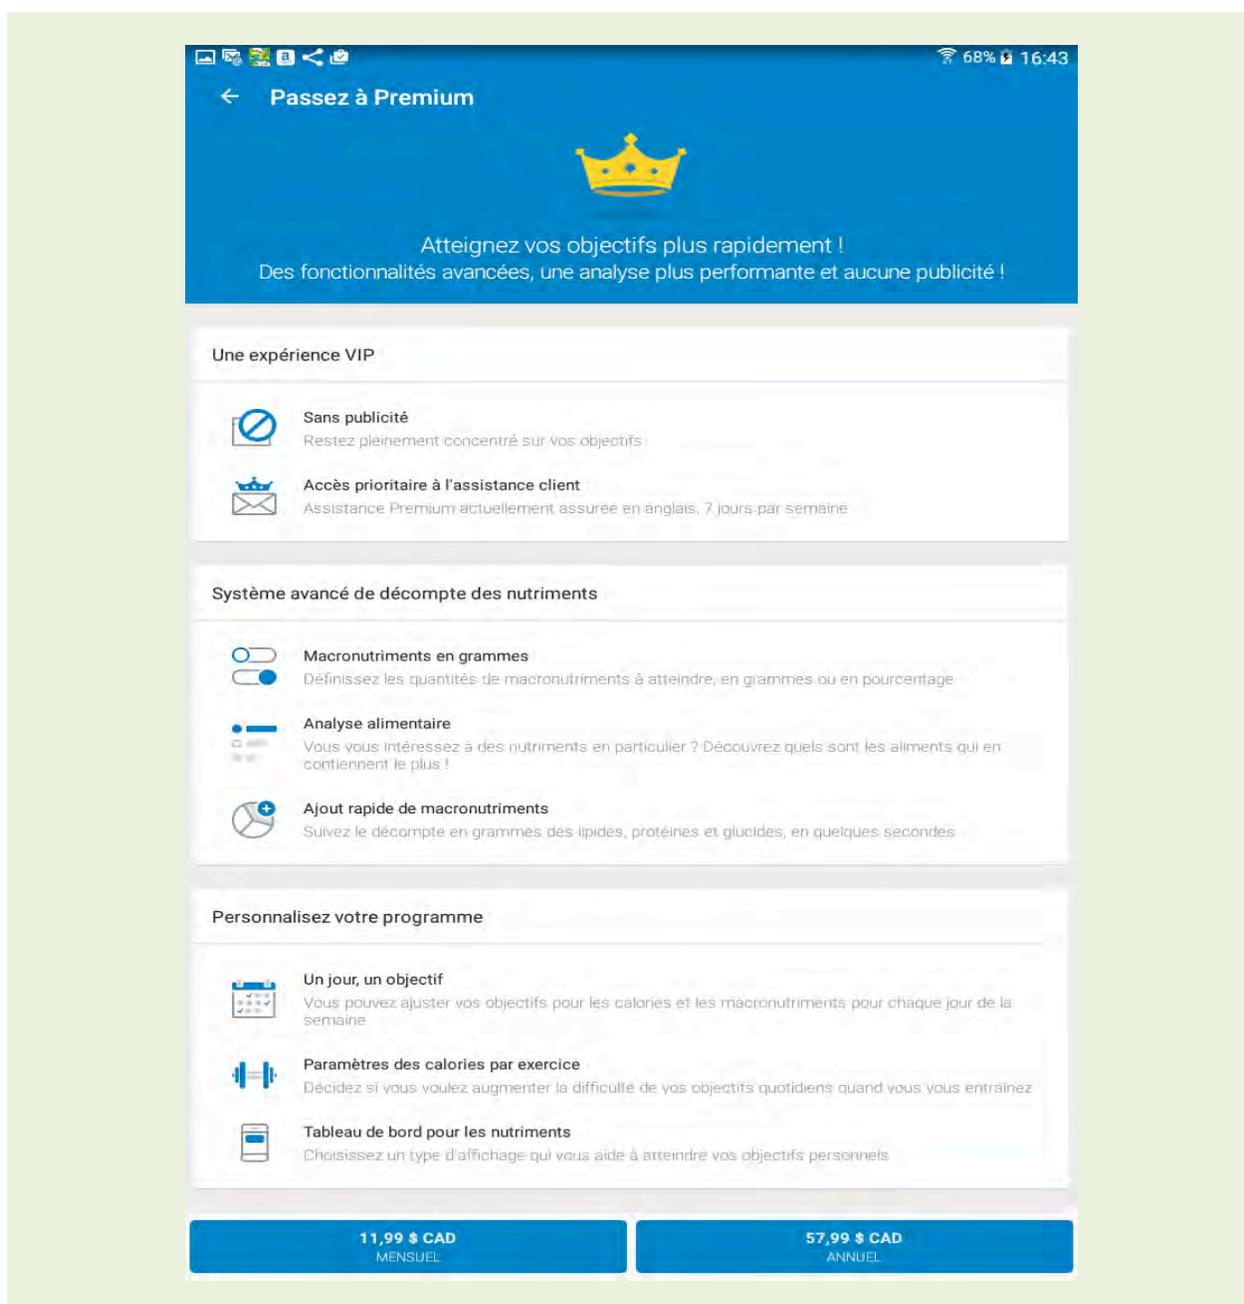 68% 16:43
Passez à Premium
Atteignez vos objectifs plus rapidement !
Des fonctionnalités avancées, une analyse plus performante et aucune publicité !
Une expérience VIP
Sans publicité
Restez pleinement concentré sur vos objectifs
Accès prioritaire à l'assistance client
Assistance Premium actuellement assurée en anglais, 7 jours par semaine
Système avancé de décompte des nutriments
Macronutriments en grammes
Définissez les quantités de macronutriments à atteindre, en grammes ou en pourcentage
Analyse alimentaire
Vous vous intéressez à des nutriments en particulier ? Découvrez quels sont les aliments qui en
contiennent le plus !
Ajout rapide de macronutriments
Suivez le décompte en grammes des lipides, protéines et glucides, en quelques secondes
Personnalisez votre programme
Un jour, un objectif
Vous pouvez ajuster vos objectifs pour les calories et les macronutriments pour chaque jour de la
semaine
Paramètres des calories par exercice
Décidez si vous voulez augmenter la difficulté de vos objectifs quotidiens quand vous vous entraînez
Tableau de bord pour les nutriments
Choisissez un type d'affichage qui vous aide à atteindre vos objectifs personnels
11,99 $ CAD
MENSUEL
57,99 $ CAD
ANNUEL